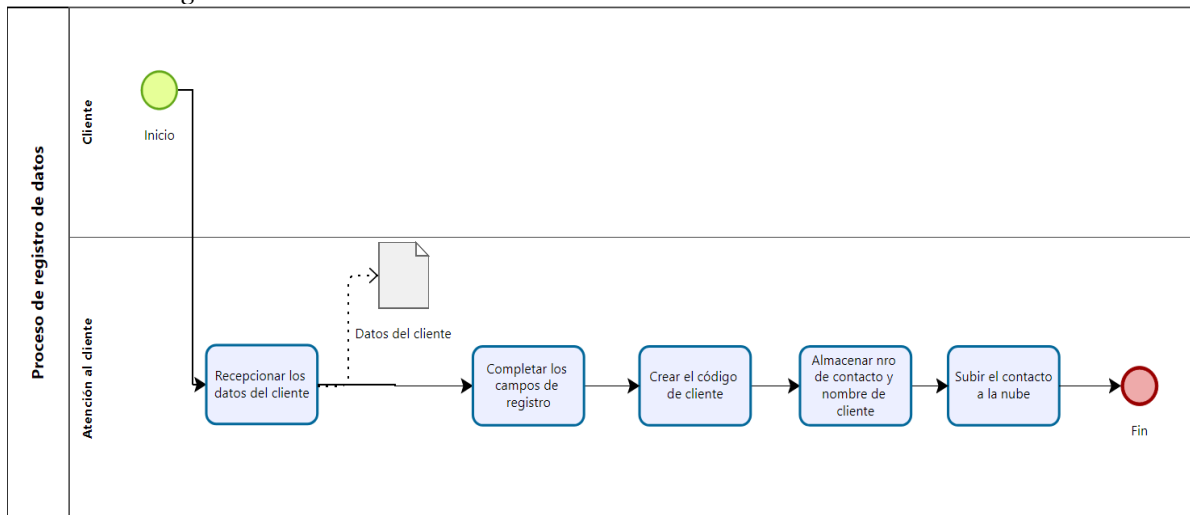 g
Proceso de registro de datos
Cliente
Inicio
Atención al cliente
Datos del cliente
Recepcionar los
datos del cliente
Completar los
campos de
registro
Crear el código
de cliente
Almacenar nro
de contacto y
nombre de
cliente
Subir el contacto
a la nube
Fin